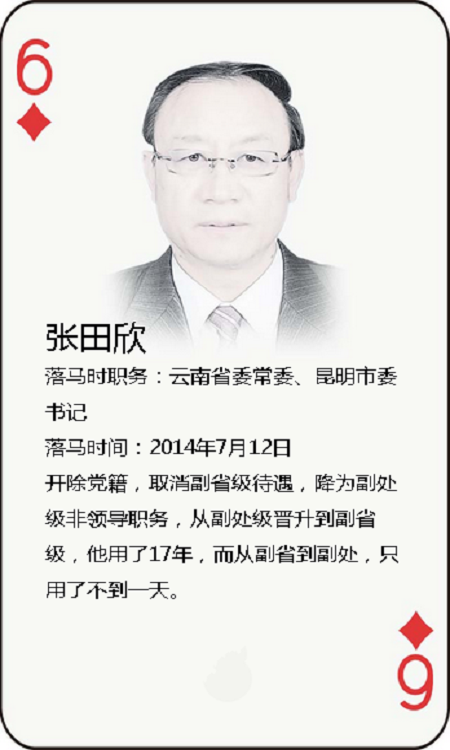 6
张田欣
落马时职务：云南省委常委、昆明市委
书记
落马时间：2014年7月12日
开除党籍，取消副省级待遇，降为副处
级非领导职务，从副处级晋升到副省
级，他用了17年，而从副省到副处，只
用了不到一天。
6